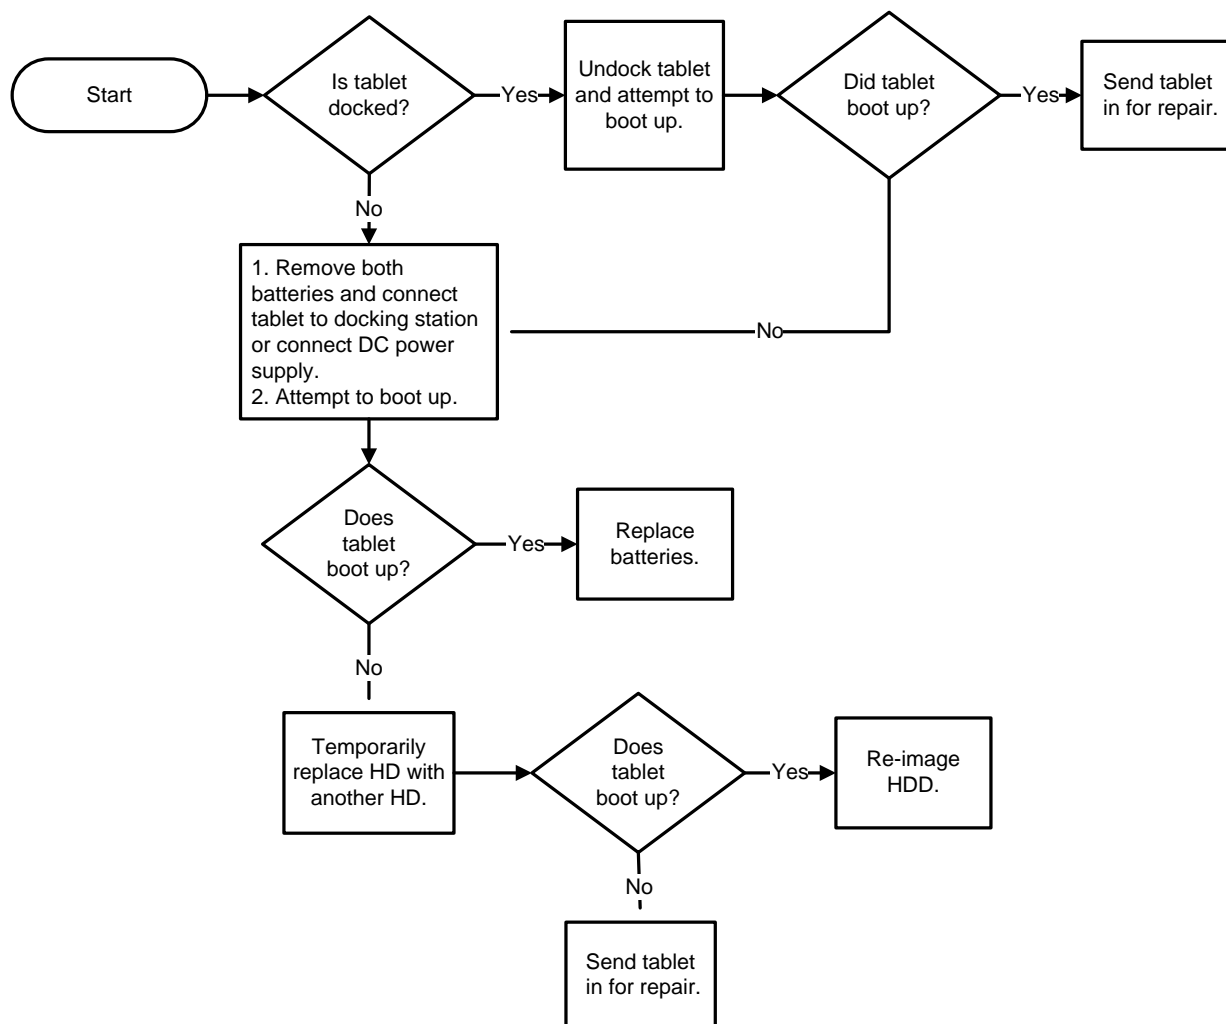 Start
Is tablet
docked?
Yes
Undock tablet
and attempt to
boot up.
Did tablet
boot up?
Yes
Send tablet
in for repair.
No
1. Remove both
batteries and connect
tablet to docking station
or connect DC power
supply.
2. Attempt to boot up.
No
Does
tablet
boot up?
Yes
Replace
batteries.
No
Temporarily
replace HD with
another HD.
Does
tablet
boot up?
Yes
Re-image
HDD.
No
Send tablet
in for repair.